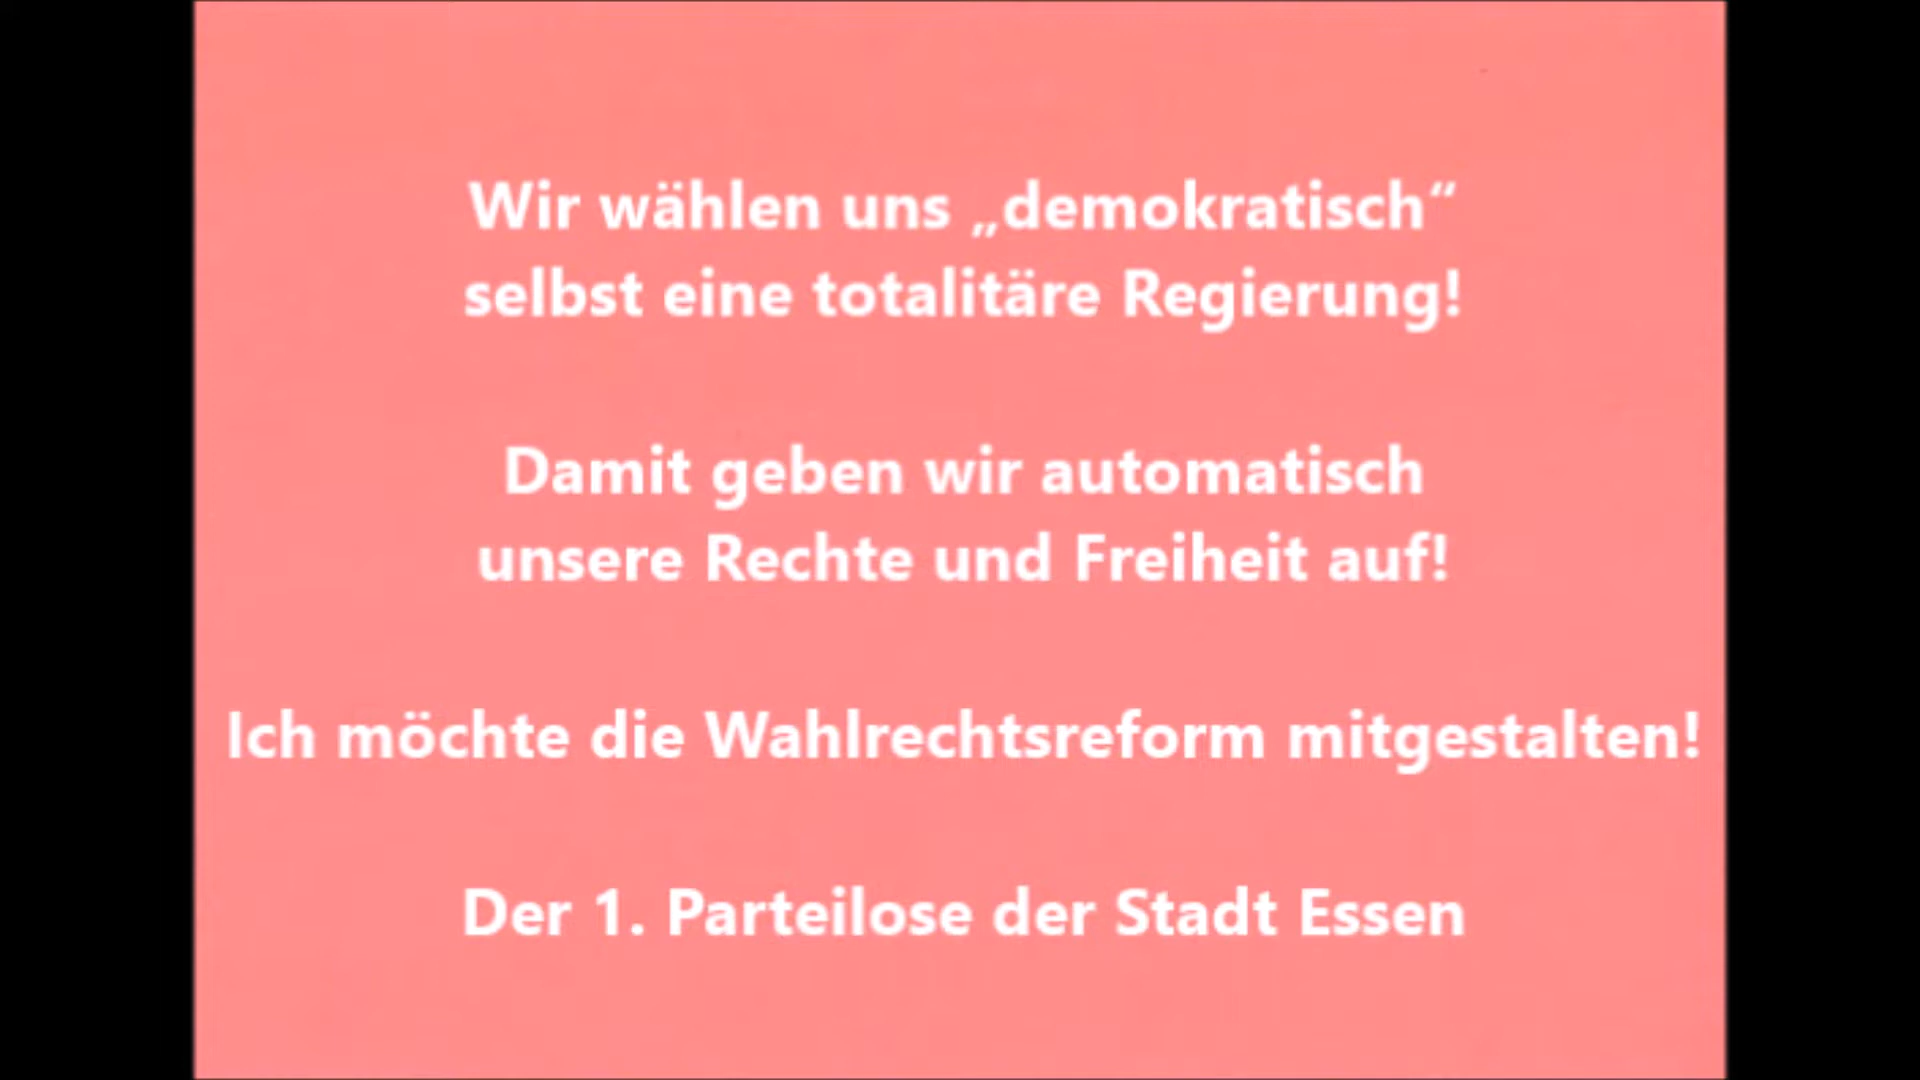 Wir wählen uns „demokratisch“
selbst eine totalitäre Regierung!
Damit geben wir automatisch
unsere Rechte und Freiheit auf!
Ich möchte die Wahlrechtsreform mitgestalten!
Der 1. Parteilose der Stadt Essen